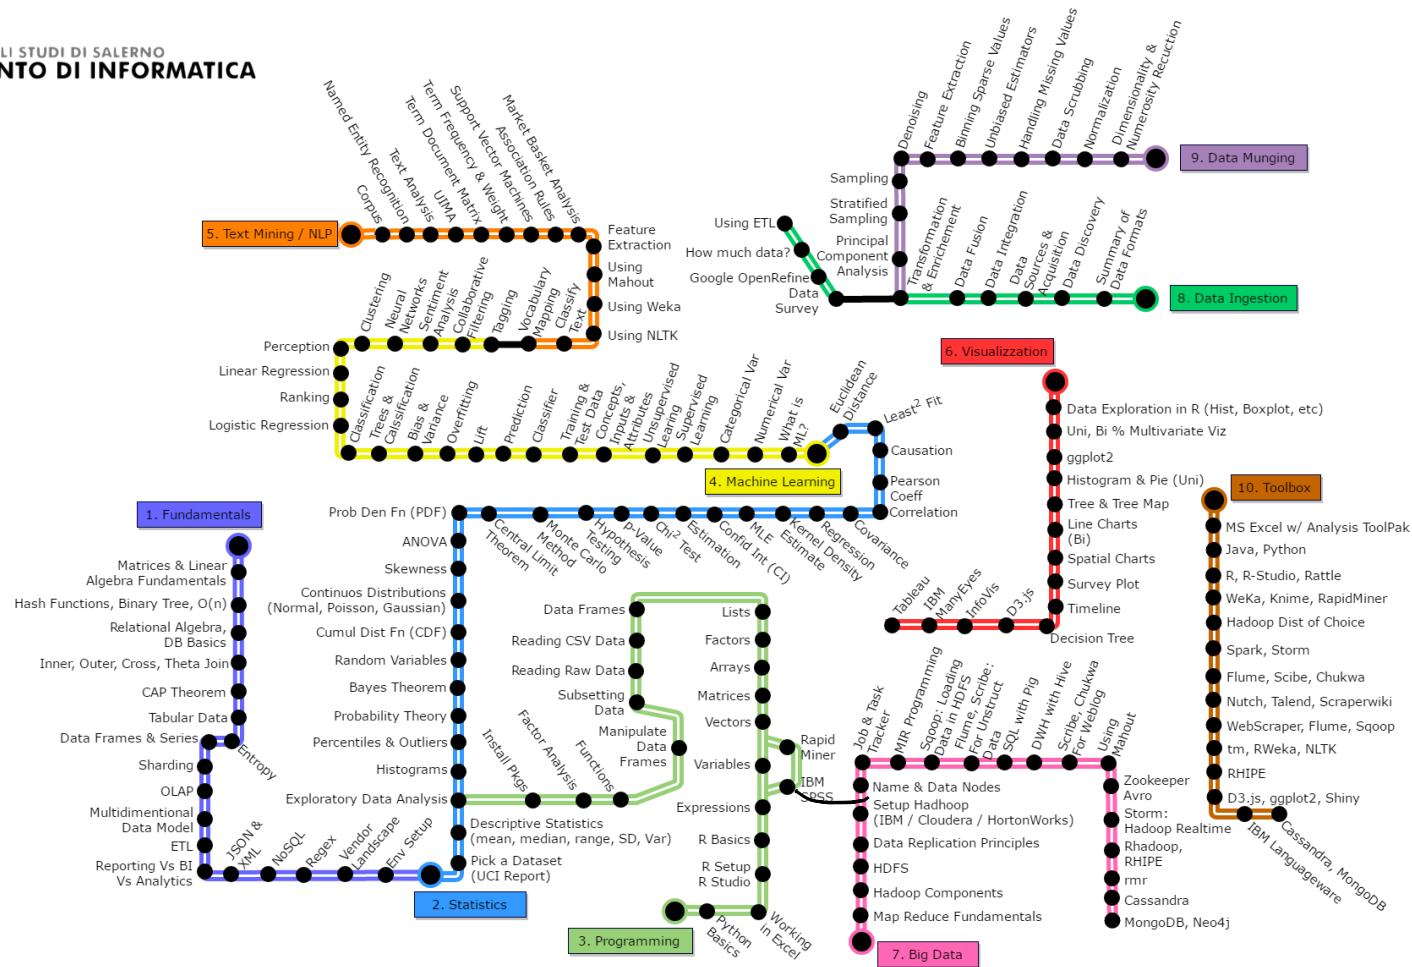 LI STUDI DI SALERNO
NTO DI INFORMATICA
5. Text Mining / NLP
Corpus
Named Entity Recognition
Text Analysis
UIMA
Term Document Matrix
Term Frequency & Weight
Support Vector Machines
Association Rules
Market Basket Analysis
Feature
Extraction
Using
Mahout
Using Weka
Using NLTK
Classify
Text
Vocabulary
Mapping
Tagging
Collaborative
Filtering
Sentiment
Analysis
Neural
Networks
Clustering
Perception
Linear Regression
Ranking
Logistic Regression
Classification
Trees &
Calsification
Bias &
Variance
Overfitting
Lift
Prediction
Classifier
Training &
Test Data
Concepts,
Inputs &
Attributes
Unsupervised
Learing
Supervised
Learning
Categorical Var
Numerical Var
What is
ML?
4. Machine Learning
Euclidean
Distance
Least² Fit
Causation
Pearson
Coeff
Correlation
Covariance
Regression
Kernel Density
Estimate
MLE
Confid Int (CI)
Estimation
Chi² Test
p-Value
Hypothesis
Testing
Monte Carlo
Method
Central Limit
Theorem
Prob Den Fn (PDF)
ANOVA
Skewness
Continuos Distributions
(Normal, Poisson, Gaussian)
Cumul Dist Fn (CDF)
Random Variables
Bayes Theorem
Probability Theory
Percentiles & Outliers
Histograms
Exploratory Data Analysis
Descriptive Statistics
(mean, median, range, SD, Var)
Pick a Dataset
(UCI Report)
2. Statistics
1. Fundamentals
Matrices & Linear
Algebra Fundamentals
Hash Functions, Binary Tree, O(n)
Relational Algebra,
DB Basics
Inner, Outer, Cross, Theta Join
CAP Theorem
Tabular Data
Entropy
Data Frames & Series
Sharding
OLAP
Multidimentional
Data Model
ETL
Reporting Vs BI
Vs Analytics
JSON &
XML
NoSQL
Regex
Vendor
Landscape
Env Setup
3. Programming
Python
Basics
Working
in Excel
R Setup
R Studio
R Basics
Expressions
Variables
IBM
SPSS
Rapid
Miner
Vectors
Matrices
Arrays
Factors
Lists
Data Frames
Reading CSV Data
Reading Raw Data
Subsetting
Data
Manipulate
Data
Frames
Functions
Factor Analysis
Install Pkgs
9. Data Munging
Dimensionality &
Numerosity Recuction
Normalization
Data Scrubbing
Handling Missing Values
Unbiased Estimators
Binning Sparse Values
Feature Extraction
Denoising
Sampling
Stratified
Sampling
Principal
Component
Analysis
8. Data Ingestion
Summary of
Data Formats
Data Discovery
Data
Sources &
Acquisition
Data Integration
Data Fusion
Transformation
& Enrichement
Data
Survey
Google OpenRefine
How much data?
Using ETL
6. Visualizzation
Data Exploration in R (Hist, Boxplot, etc)
Uni, Bi % Multivariate Viz
ggplot2
Histogram & Pie (Uni)
Tree & Tree Map
Line Charts
(Bi)
Spatial Charts
Survey Plot
Timeline
Decision Tree
D3.js
InfoVis
IBM
ManyEyes
Tableau
7. Big Data
Map Reduce Fundamentals
Hadoop Components
HDFS
Data Replication Principles
Setup Hadhoop
(IBM / Cloudera / HortonWorks)
Name & Data Nodes
Job & Task
Tracker
MIR Programming
Sqoop: Loading
Data in HDFS
Flume, Scribe:
For Unstruct
Data
SQL with Pig
DWH with Hive
Scribe, Chukwa
For Weblog
Using
Mahout
Zookeeper
Avro
Storm:
Hadoop Realtime
Rhadoop,
RHIPE
rmr
Cassandra
MongoDB, Neo4j
10. Toolbox
MS Excel w/ Analysis ToolPak
Java, Python
R, R-Studio, Rattle
WeKa, Knime, RapidMiner
Hadoop Dist of Choice
Spark, Storm
Flume, Scibe, Chukwa
Nutch, Talend, Scraperwiki
WebScraper, Flume, Sqoop
tm, RWeka, NLTK
RHIPE
D3.js, ggplot2, Shiny
IBM Languageware
Cassandra, MongoDB